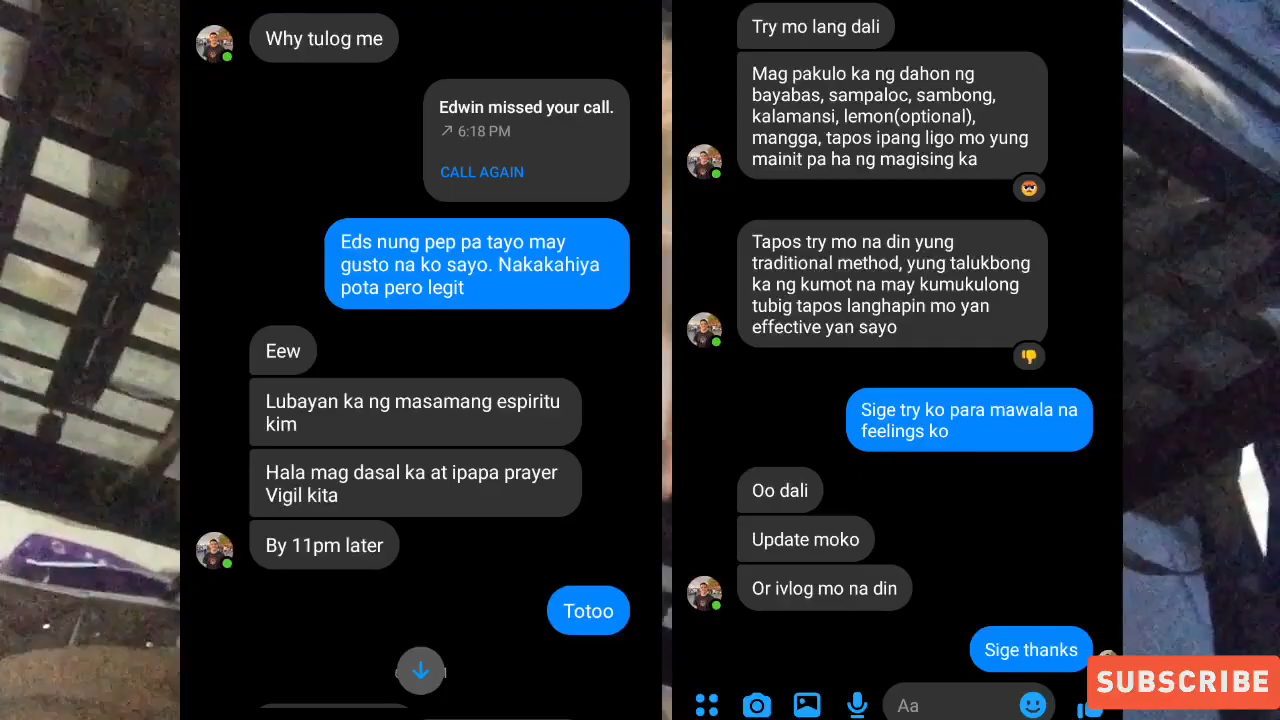 Why tulog me
Edwin missed your call.
6:18 PM
CALL AGAIN
Eds nung pep pa tayo may
gusto na ko sayo. Nakakahiya
pota pero legit
Eew
Lubayan ka ng masamang espiritu
kim
Hala mag dasal ka at ipapa prayer
Vigil kita
By 11pm later
Totoo
Try mo lang dali
Mag pakulo ka ng dahon ng
bayabas, sampaloc, sambong,
kalamansi, lemon(optional),
mangga, tapos ipang ligo mo yung
mainit pa ha ng magising ka
Tapos try mo na din yung
traditional method, yung talukbong
ka ng kumot na may kumukulong
tubig tapos langhapin mo yan
effective yan sayo
Sige try ko para mawala na
feelings ko
Oo dali
Update moko
Or ivlog mo na din
Sige thanks
Aa
SUBSCRIBE